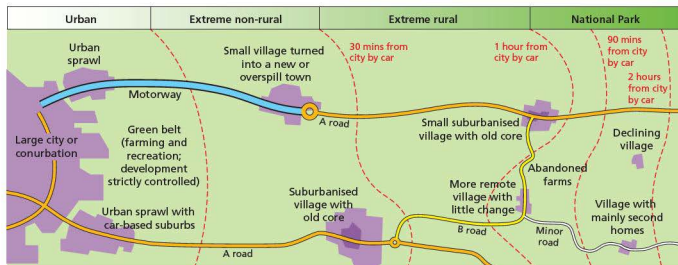 Urban
Extreme non-rural
Extreme rural
National Park
Urban
sprawl
Small village turned
into a new or
overspill town
30 mins from
city by car
1 hour from
city by car
90 mins
from city
by car
2 hours
from city
by car
Motorway
A road
Large city or
conurbation
Green belt
(farming and
recreation;
development
strictly controlled)
Small suburbanised
village with old core
Declining
village
Abandoned
farms
Suburbanised
village with
old core
More remote
village with
little change
Urban sprawl with
car-based suburbs
Village with
mainly second
homes
A road
B road
Minor
road